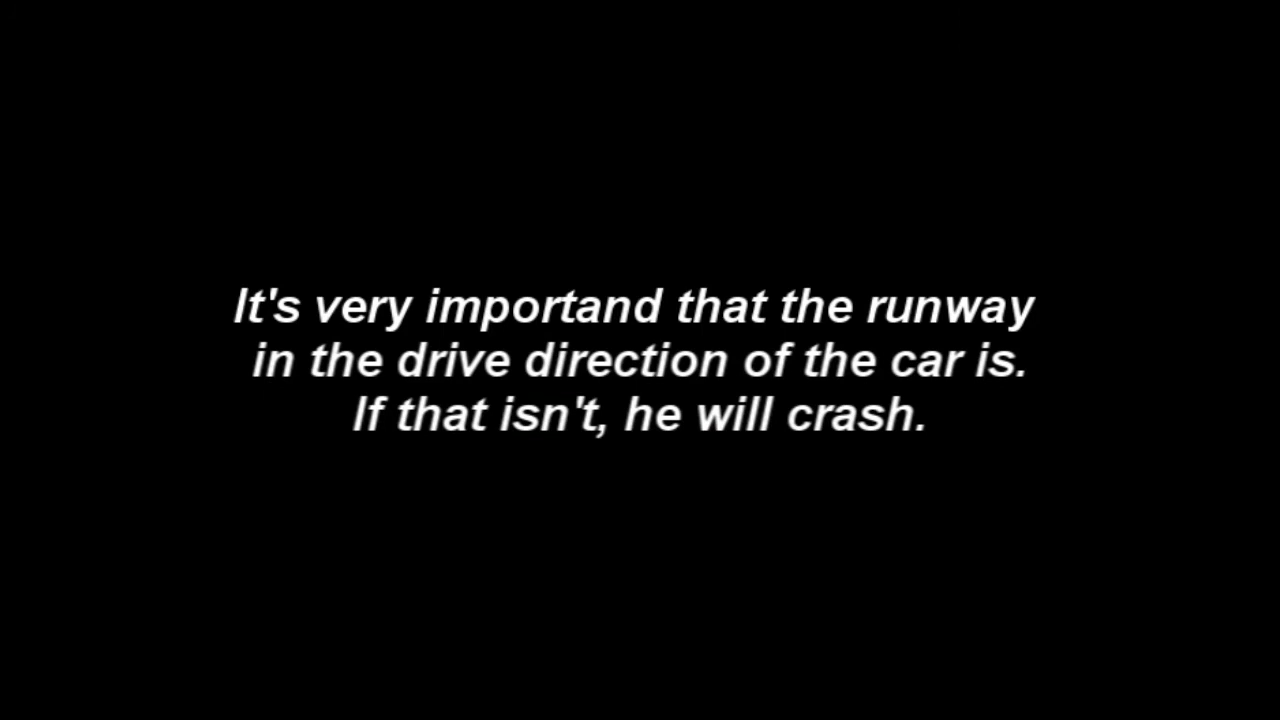 It's very importand that the runway
in the drive direction of the car is.
If that isn't, he will crash.